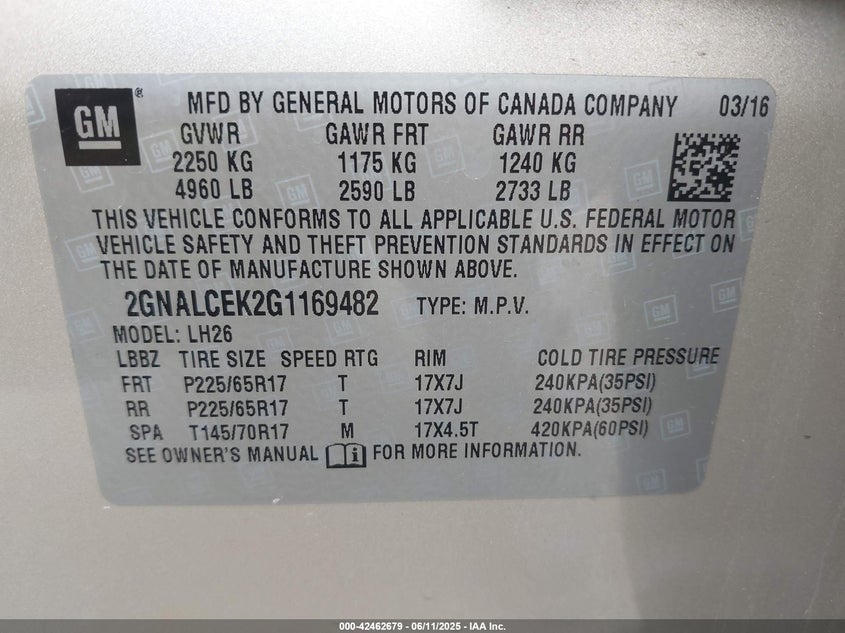 GM ® MFD BY GENERAL MOTORS OF CANADA COMPANY 03/16
GVWR GAWR FRT GAWR RR
2250 KG 1175 KG 1240 KG
4960 LB 2590 LB 2733 LB
THIS VEHICLE CONFORMS TO ALL APPLICABLE U.S. FEDERAL MOTOR
VEHICLE SAFETY AND THEFT PREVENTION STANDARDS IN EFFECT ON
THE DATE OF MANUFACTURE SHOWN ABOVE.
2GNALCEK2G1169482 TYPE: M.P.V.
MODEL: LH26
LBBZ TIRE SIZE SPEED RTG RIM COLD TIRE PRESSURE
FRT P225/65R17 T 17X7J 240KPA(35PSI)
RR P225/65R17 T 17X7J 240KPA(35PSI)
SPA T145/70R17 M 17X4.5T 420KPA(60PSI)
SEE OWNER'S MANUAL i FOR MORE INFORMATION.
000-42462679 - 06/11/2025 - IAA Inc.